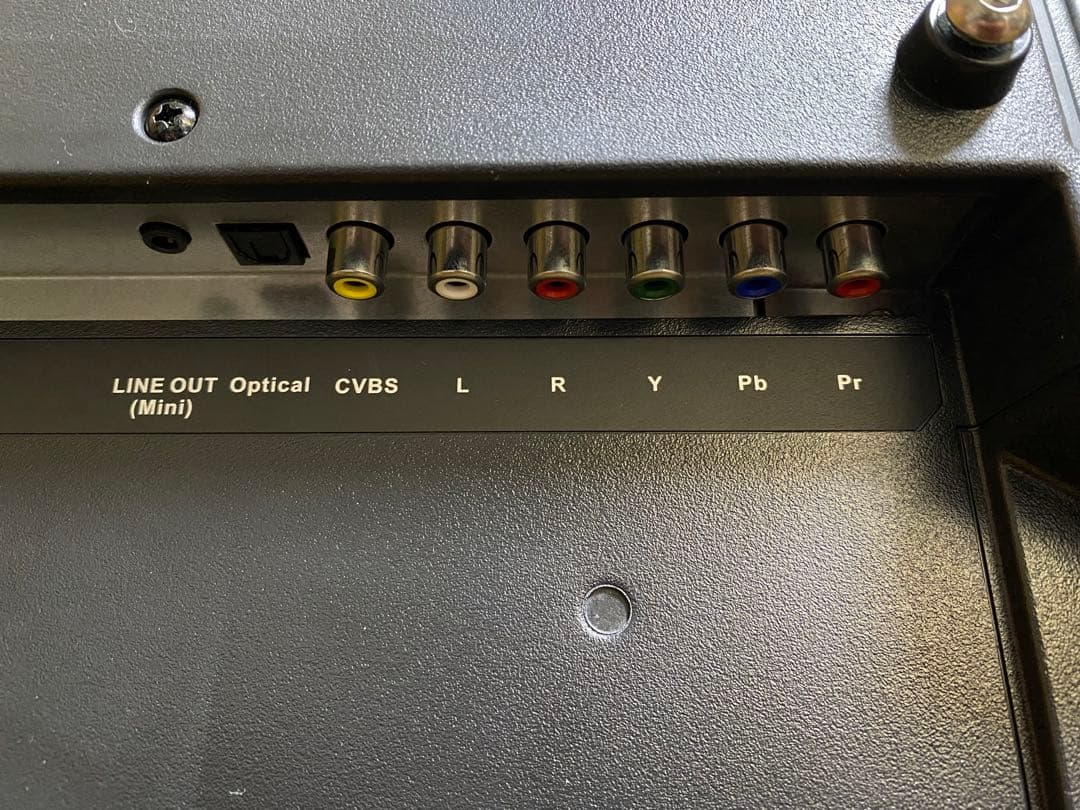 LINE OUT Optical CVBS L R Y Pb Pr
(Mini)